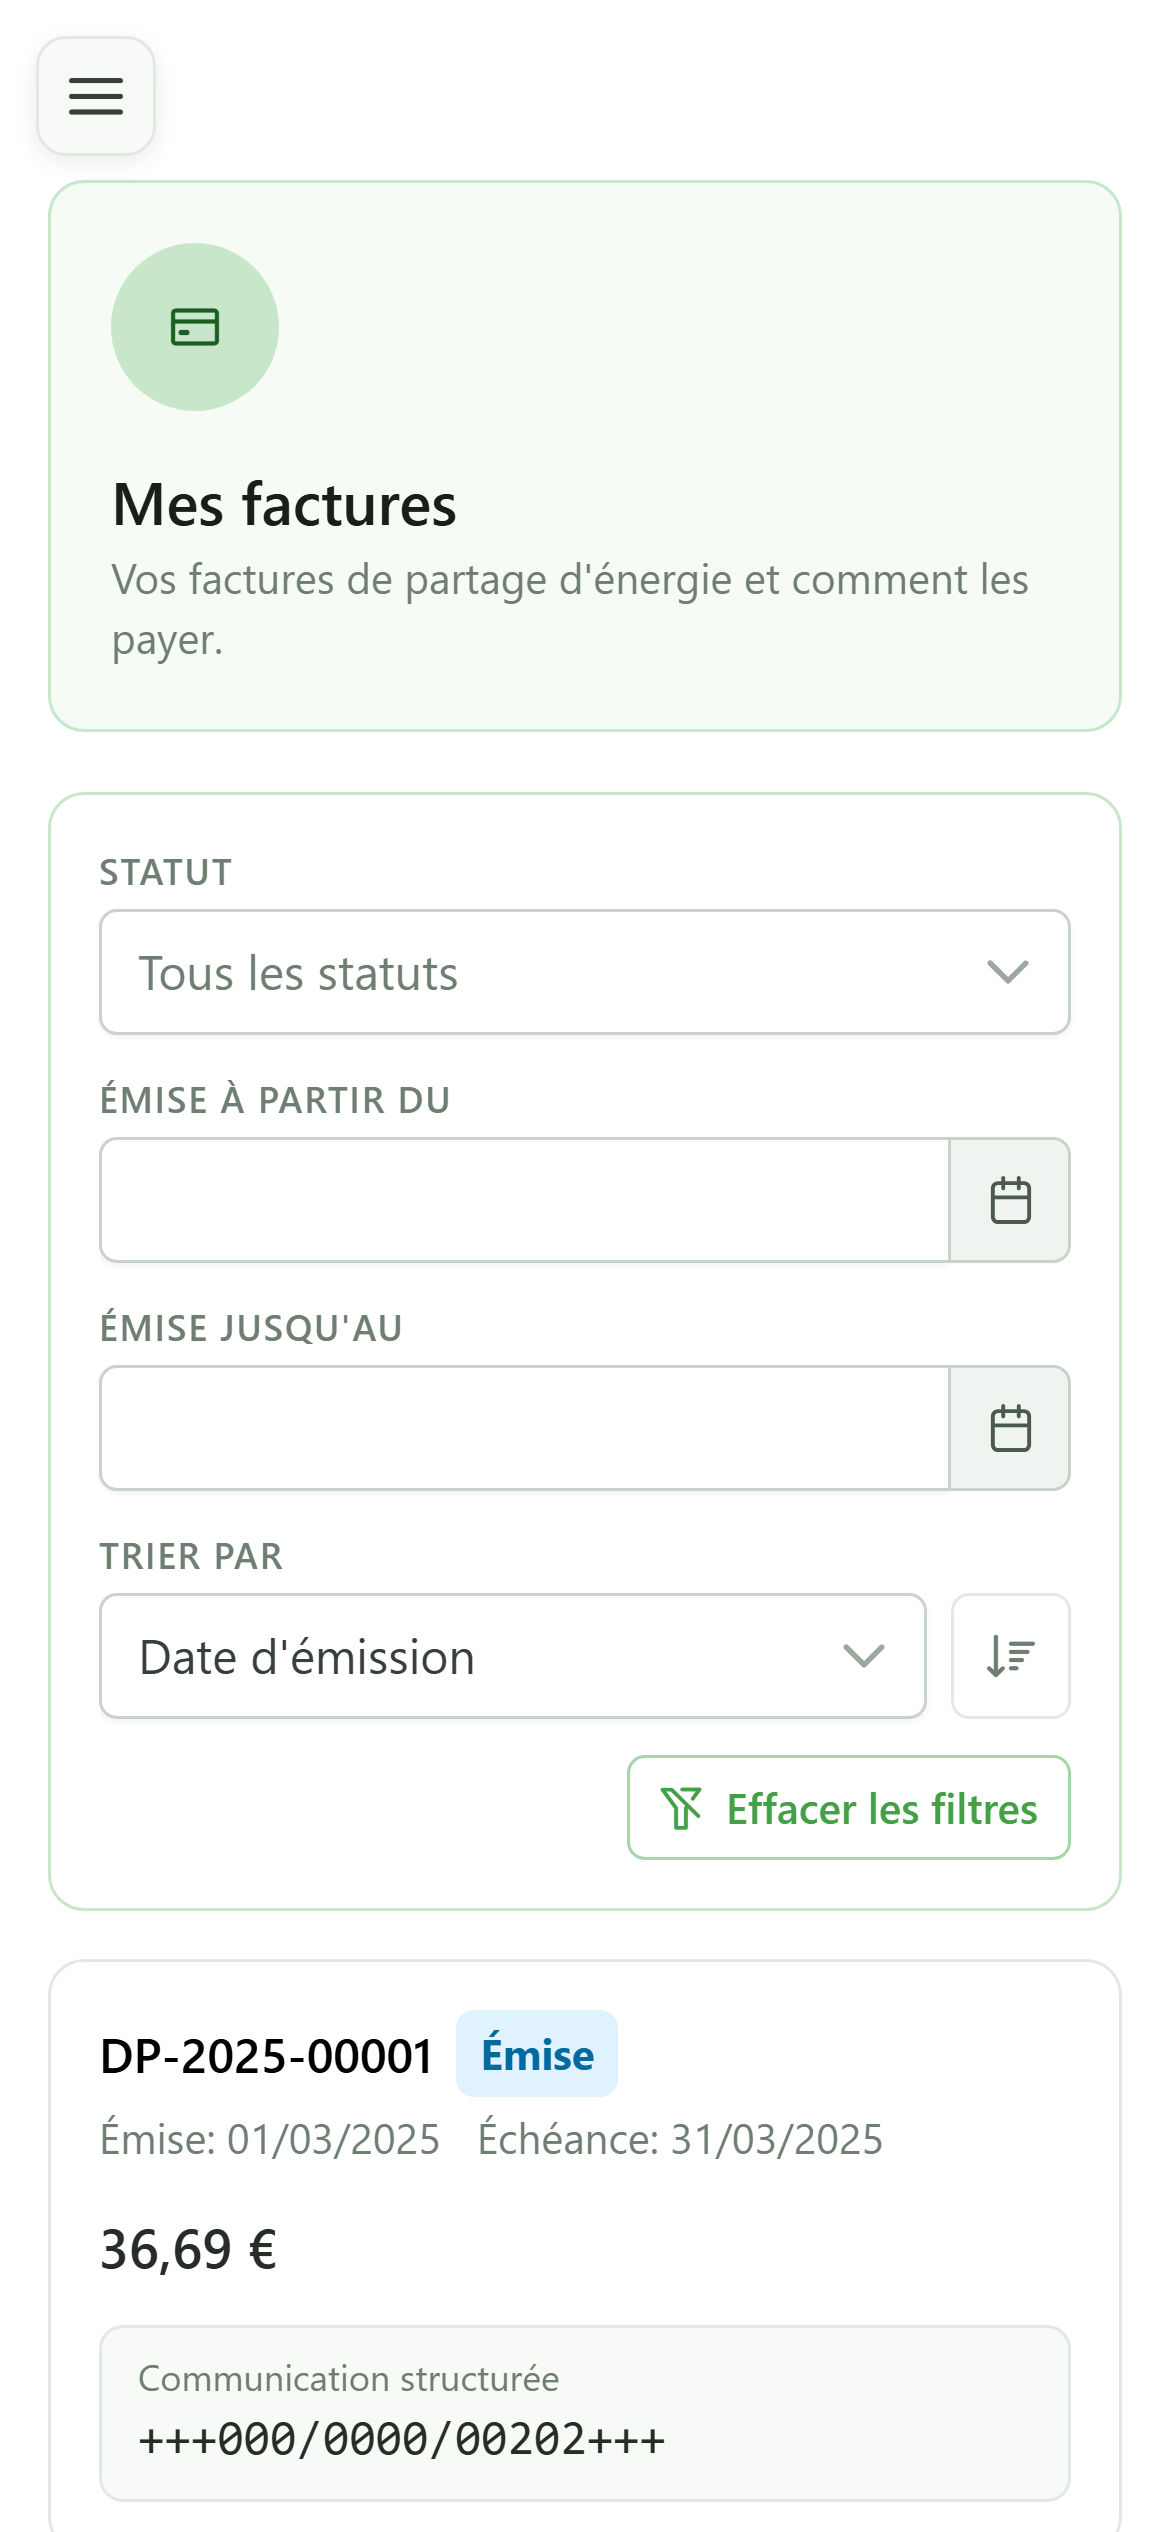 Mes factures
Vos factures de partage d'énergie et comment les
payer.
STATUT
Tous les statuts
ÉMISE À PARTIR DU
ÉMISE JUSQU'AU
TRIER PAR
Date d'émission
Effacer les filtres
DP-2025-00001 Émise
Émise: 01/03/2025 Échéance: 31/03/2025
36,69 €
Communication structurée
+++000/0000/00202+++